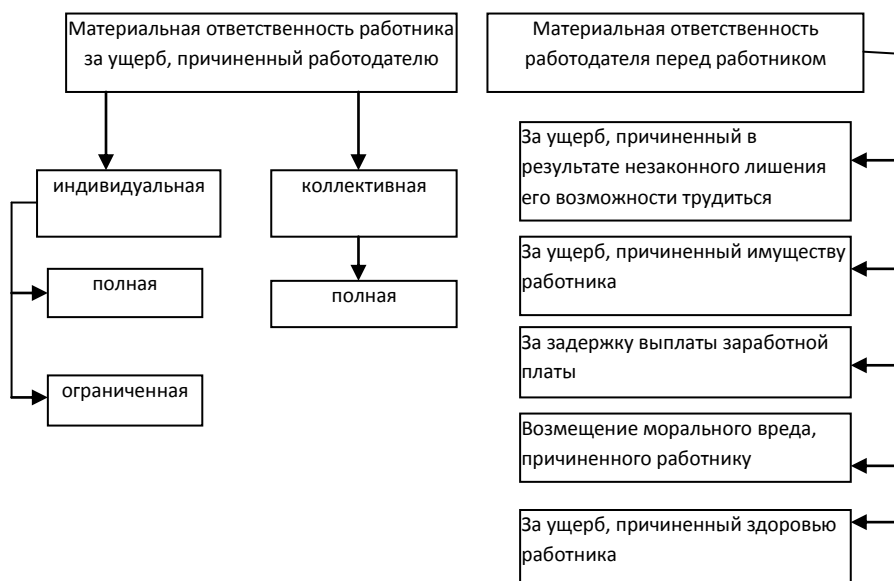 Материальная ответственность работника
за ущерб, причиненный работодателю
индивидуальная
полная
ограниченная
коллективная
полная
Материальная ответственность
работодателя перед работником
За ущерб, причиненный в
результате незаконного лишения
его возможности трудиться
За ущерб, причиненный имуществу
работника
За задержку выплаты заработной
платы
Возмещение морального вреда,
причиненного работнику
За ущерб, причиненный здоровью
работника